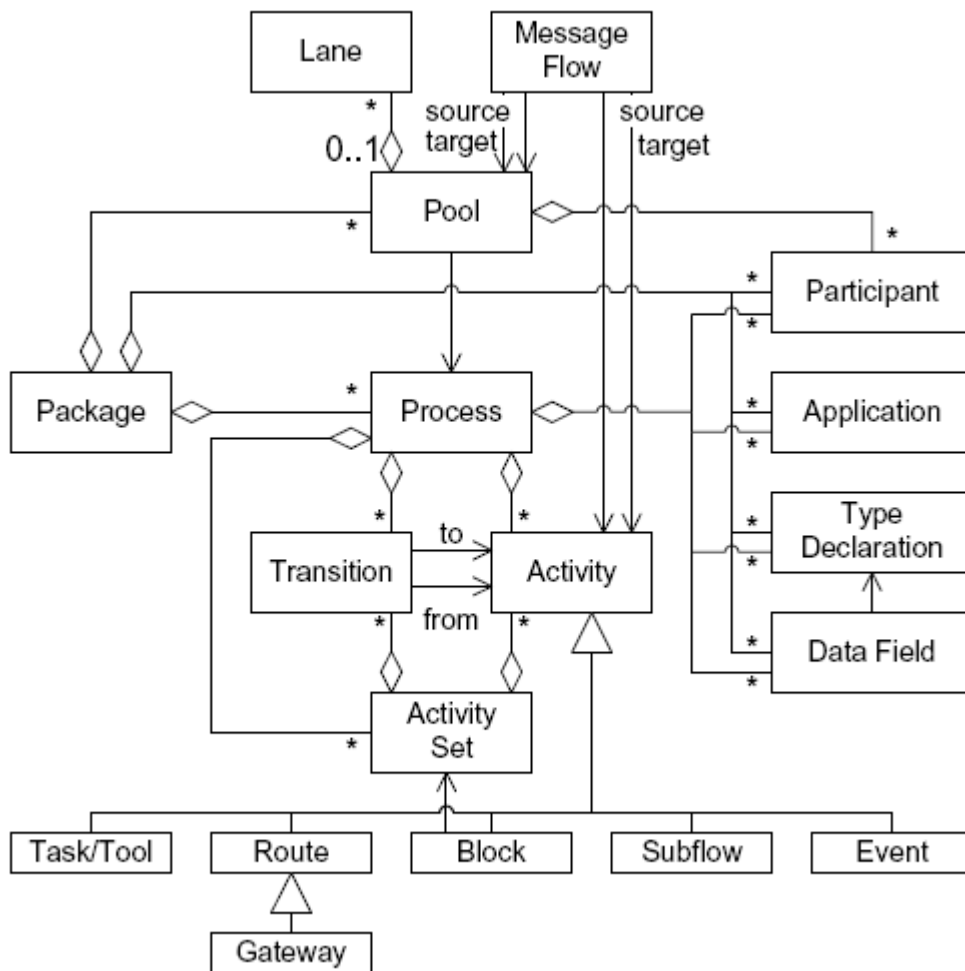 Lane
Message
Flow
*
source
target
source
target
0..1
Pool
*
*
*
Participant
*
Package
*
Process
*
Application
*
*
*
to
*
Type
Declaration
*
Transition
Activity
from
*
*
*
Data Field
*
Activity
Set
*
Task/Tool
Route
Block
Subflow
Event
Gateway